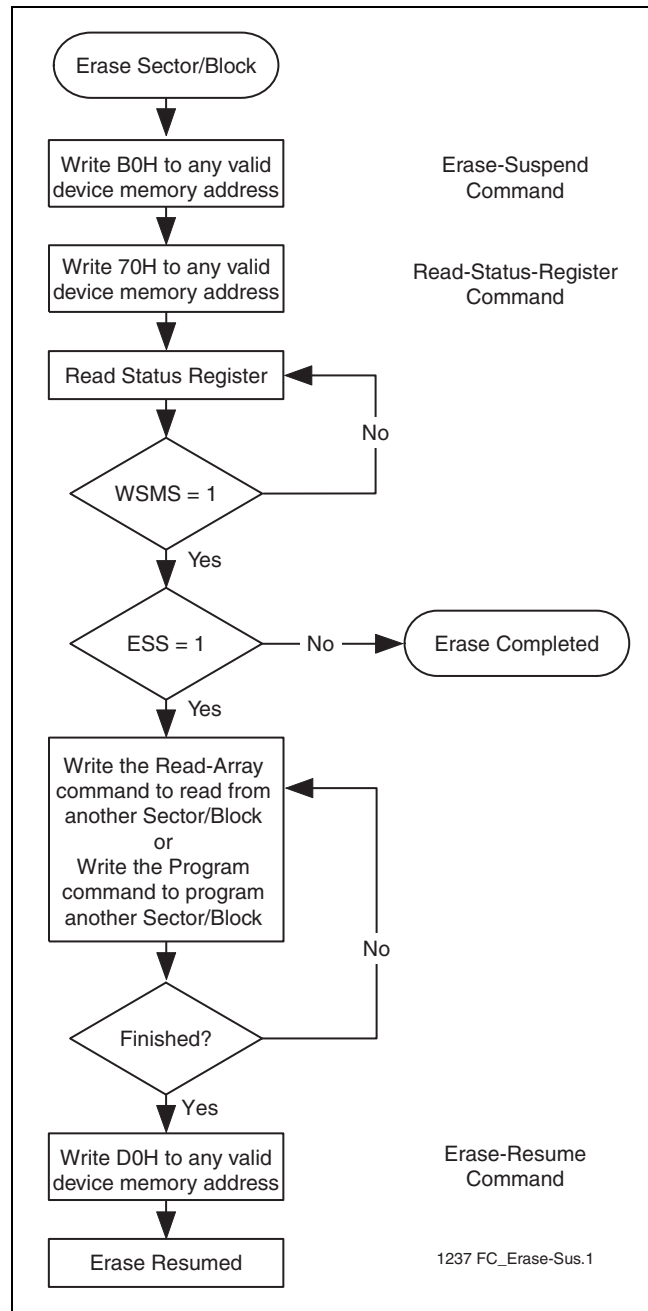 Erase Sector/Block
Write B0H to any valid
device memory address
Erase-Suspend
Command
Write 70H to any valid
device memory address
Read-Status-Register
Command
Read Status Register
No
WSMS = 1
Yes
ESS = 1
No
Erase Completed
Yes
Write the Read-Array
command to read from
another Sector/Block
or
Write the Program
command to program
another Sector/Block
No
Finished?
Yes
Write D0H to any valid
device memory address
Erase-Resume
Command
Erase Resumed
1237 FC_Erase-Sus.1